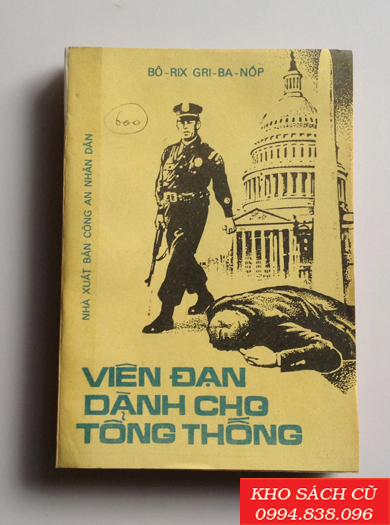 BÔ-RIX GRI-BA-NỐP
600
NHÀ XUẤT BẢN CÔNG AN NHÂN DÂN
VIÊN ĐẠN
DÀNH CHO
TỔNG THỐNG
KHO SÁCH CŨ
0994.838.096